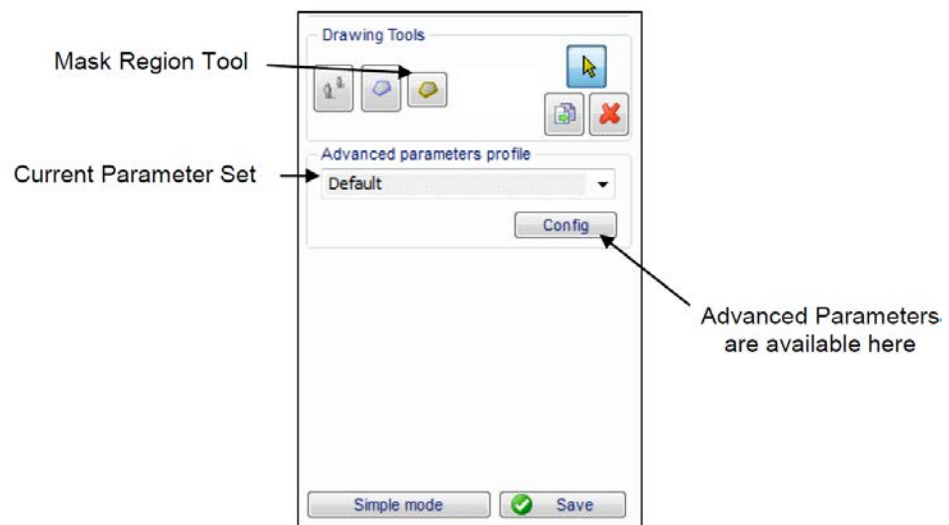 Drawing Tools
Mask Region Tool
Advanced parameters profile
Current Parameter Set
Default
Config
Advanced Parameters
are available here
Simple mode
Save